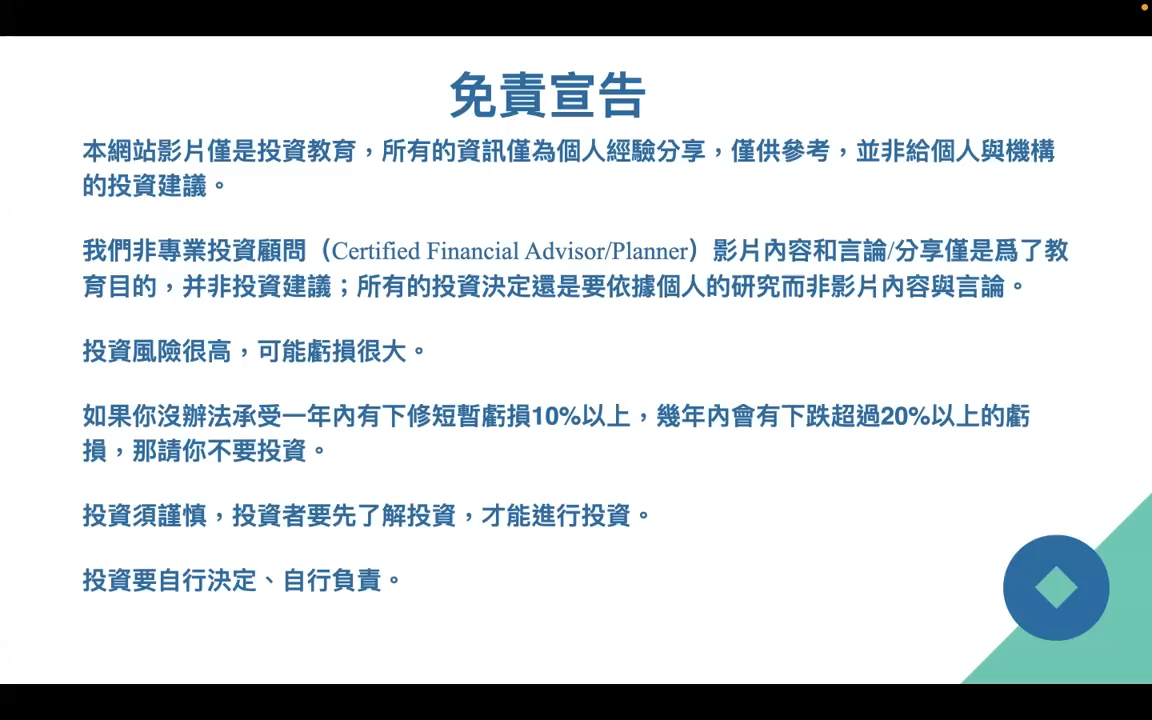 免責宣告
本網站影片僅是投資教育，所有的資訊僅為個人經驗分享，僅供參考，並非給個人與機構
的投資建議。
我們非專業投資顧問（Certified Financial Advisor/Planner）影片內容和言論/分享僅是爲了教
育目的，并非投資建議；所有的投資決定還是要依據個人的研究而非影片內容與言論。
投資風險很高，可能虧損很大。
如果你沒辦法承受一年內有下修短暫虧損10%以上，幾年內會有下跌超過20%以上的虧
損，那請你不要投資。
投資須謹慎，投資者要先了解投資，才能進行投資。
投資要自行決定、自行負責。